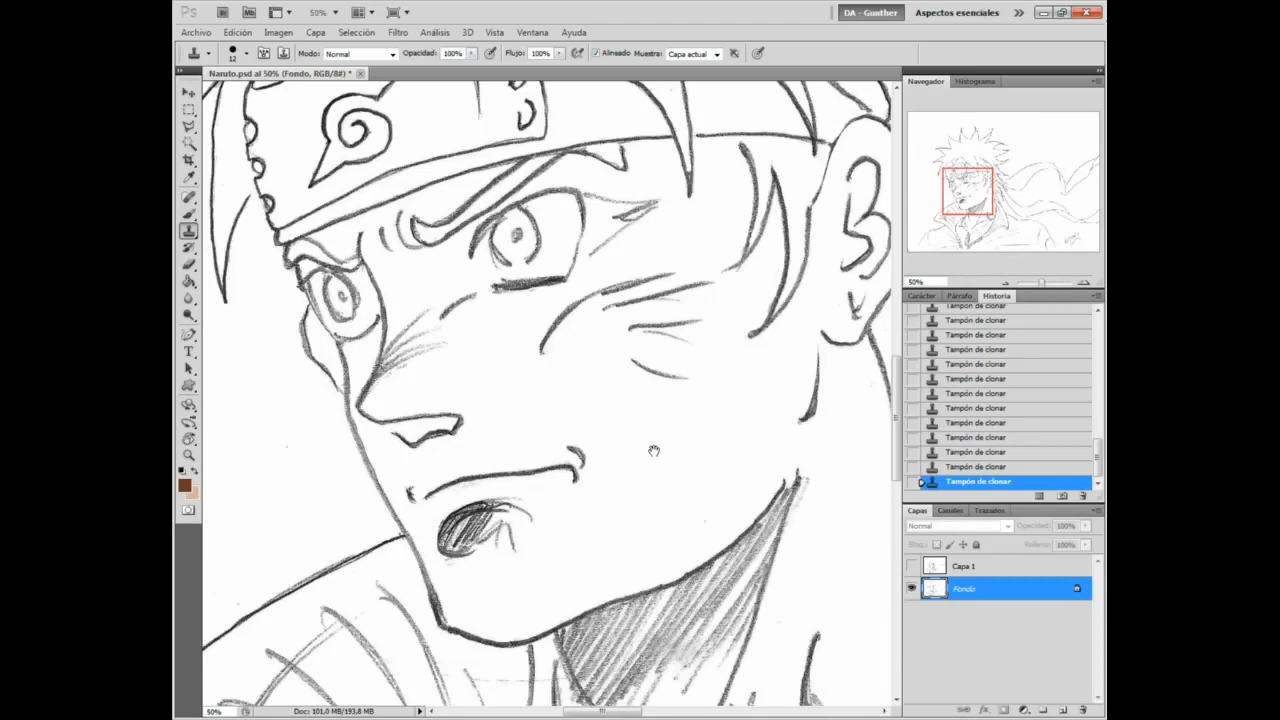 Ps Br Mb 50% DA - Gunther Aspectos esenciales
Archivo Edición Imagen Capa Selección Filtro Análisis 3D Vista Ventana Ayuda
12 Modo: Normal Opacidad: 100% Flujo: 100% Alineado Muestra: Capa actual
Naruto.psd al 50% (Fondo, RGB/8#) *
Navegador Histograma
50%
Carácter Párrafo Historia
Tampón de clonar
Tampón de clonar
Tampón de clonar
Tampón de clonar
Tampón de clonar
Tampón de clonar
Tampón de clonar
Tampón de clonar
Tampón de clonar
Tampón de clonar
Tampón de clonar
Tampón de clonar
Tampón de clonar
Capas Canales Trazados
Normal Opacidad: 100%
Bloq.: Relleno: 100%
Capa 1
Fondo
50% Doc: 101,0 MB/193,8 MB